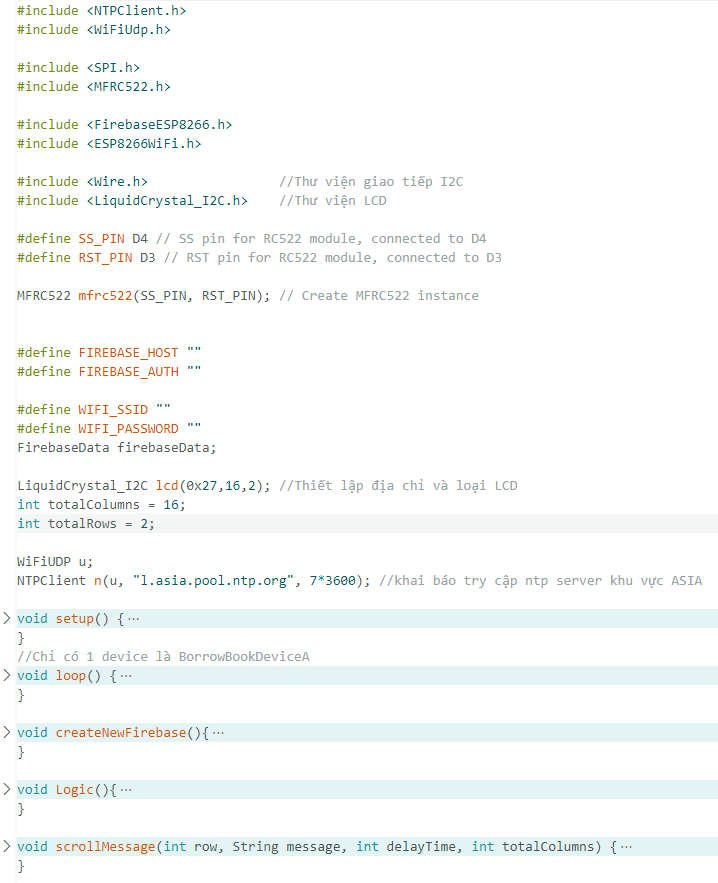 #include <NTPClient.h>
#include <WiFiUdp.h>
#include <SPI.h>
#include <MFRC522.h>
#include <FirebaseESP8266.h>
#include <ESP8266WiFi.h>
#include <Wire.h> //Thư viện giao tiếp I2C
#include <LiquidCrystal_I2C.h> //Thư viện LCD
#define SS_PIN D4 // SS pin for RC522 module, connected to D4
#define RST_PIN D3 // RST pin for RC522 module, connected to D3
MFRC522 mfrc522(SS_PIN, RST_PIN); // Create MFRC522 instance
#define FIREBASE_HOST ""
#define FIREBASE_AUTH ""
#define WIFI_SSID ""
#define WIFI_PASSWORD ""
FirebaseData firebaseData;
LiquidCrystal_I2C lcd(0x27,16,2); //Thiết lập địa chỉ và loại LCD
int totalColumns = 16;
int totalRows = 2;
WiFiUDP u;
NTPClient n(u, "l.asia.pool.ntp.org", 7*3600); //khai báo try cập ntp server khu vực ASIA
void setup() {···
}
//Chỉ có 1 device là BorrowBookDeviceA
void loop() {···
}
void createNewFirebase(){···
}
void Logic(){···
}
void scrollMessage(int row, String message, int delayTime, int totalColumns) {···
}